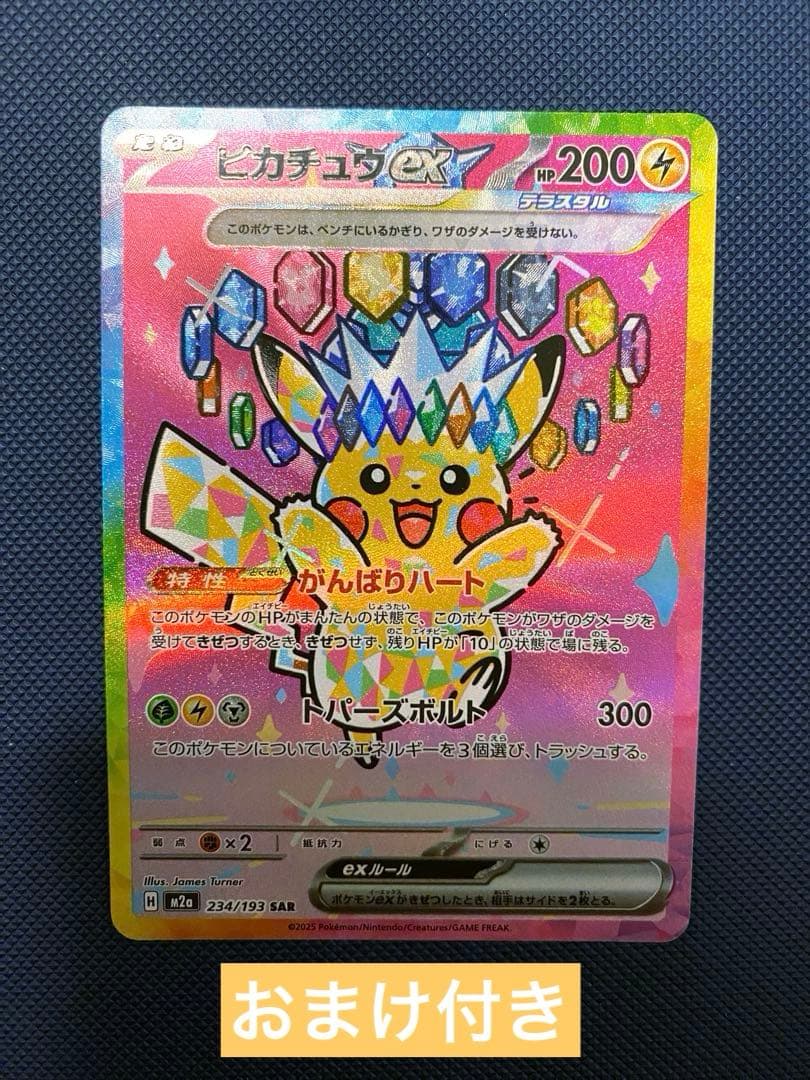 たね ピカチュウex HP200
テラスタル
このポケモンは、ベンチにいるかぎり、ワザのダメージを受けない。
特性 がんばりハート
このポケモンのHPがまんたんの状態で、このポケモンがワザのダメージを
受けてきぜつするとき、きぜつせず、残りHPが「10」の状態で場に残る。
トパーズボルト 300
このポケモンについているエネルギーを3個選び、トラッシュする。
弱点 ×2 抵抗力 にげる
exルール
ポケモンexがきぜつしたとき、相手はサイドを2枚とる。
Illus. James Turner
H M2a 234/193 SAR
©2025 Pokémon/Nintendo/Creatures/GAME FREAK.
おまけ付き